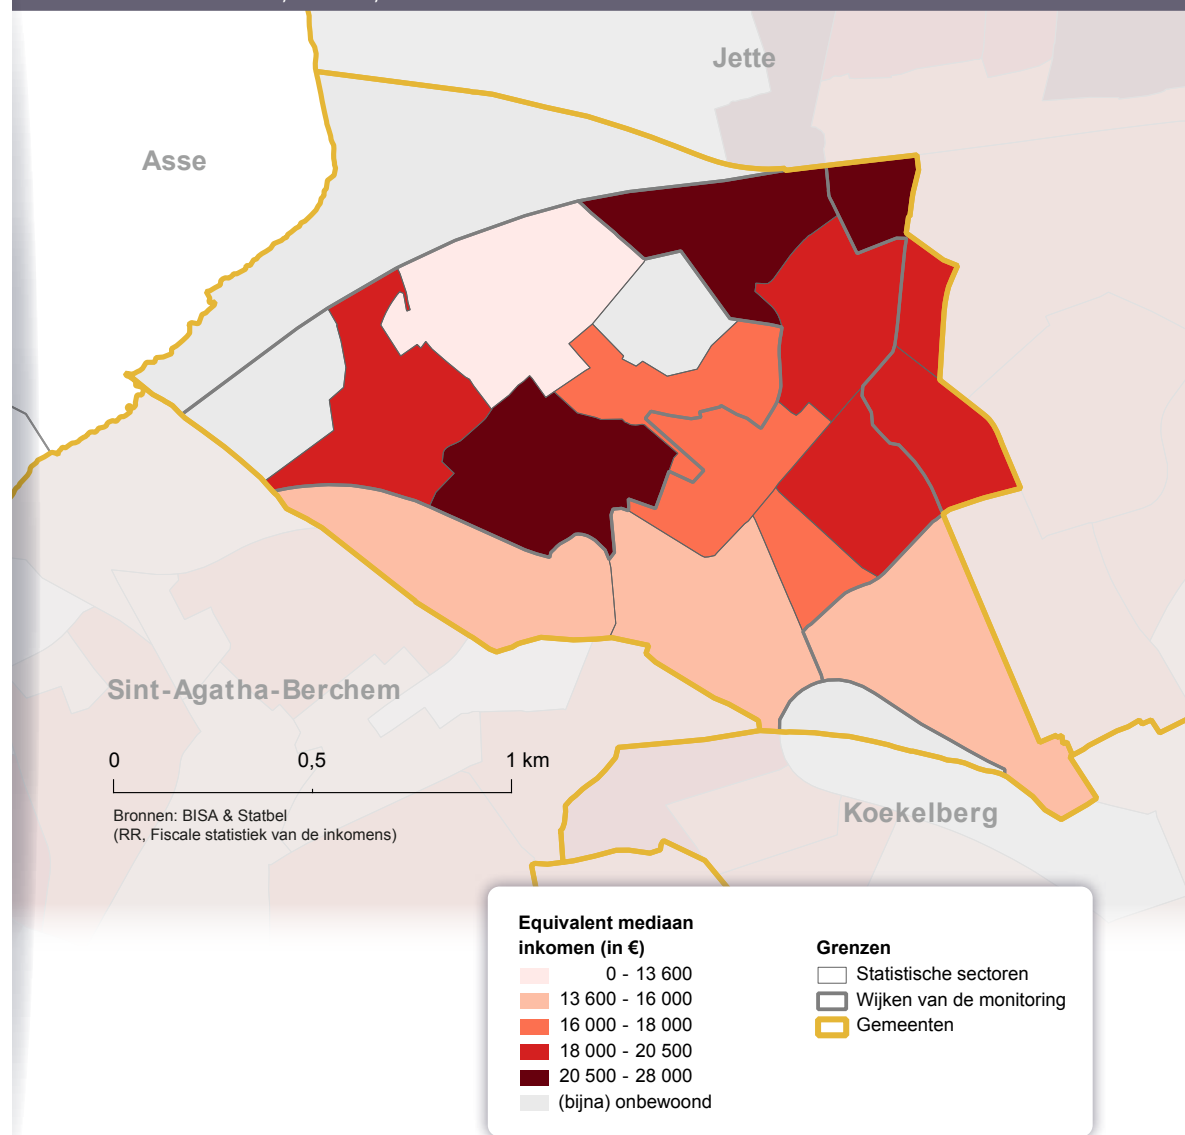 Jette
Asse
Sint-Agatha-Berchem
0 0,5 1 km
Bronnen: BISA & Statbel
(RR, Fiscale statistiek van de inkomens)
Koekelberg
Equivalent mediaan
inkomen (in €)
0 - 13 600
13 600 - 16 000
16 000 - 18 000
18 000 - 20 500
20 500 - 28 000
(bijna) onbewoond
Grenzen
Statistische sectoren
Wijken van de monitoring
Gemeenten